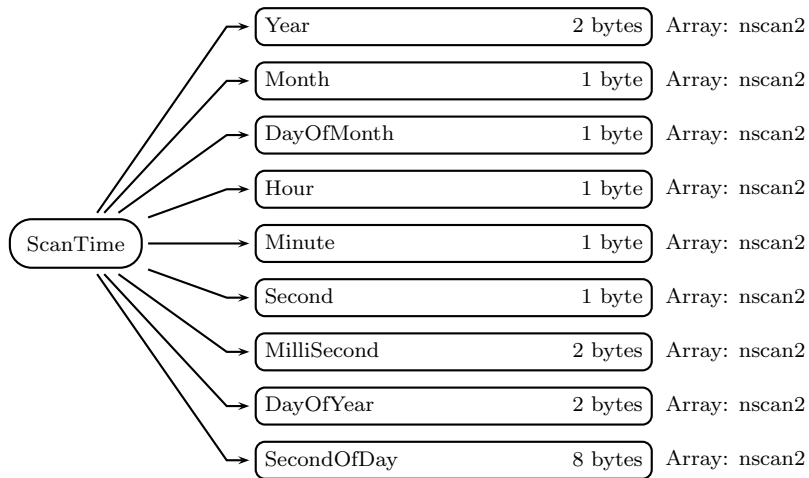 Year 2 bytes Array: nscan2
Month 1 byte Array: nscan2
DayOfMonth 1 byte Array: nscan2
Hour 1 byte Array: nscan2
ScanTime Minute 1 byte Array: nscan2
Second 1 byte Array: nscan2
MilliSecond 2 bytes Array: nscan2
DayOfYear 2 bytes Array: nscan2
SecondOfDay 8 bytes Array: nscan2